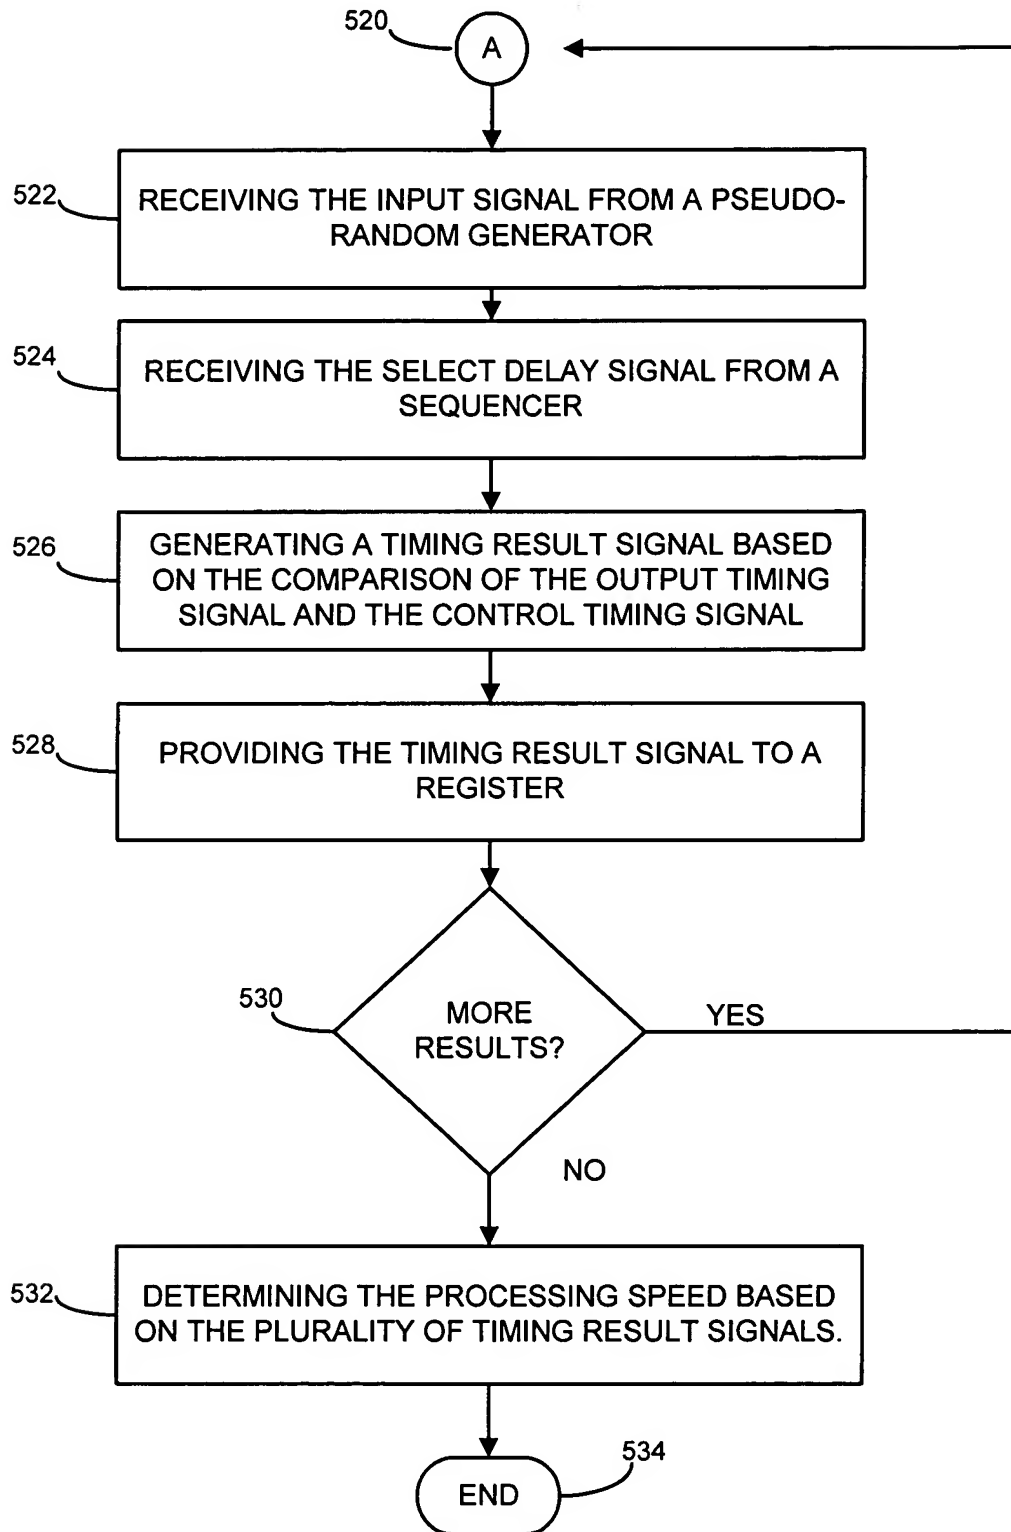 520
A
522
RECEIVING THE INPUT SIGNAL FROM A PSEUDO-
RANDOM GENERATOR
524
RECEIVING THE SELECT DELAY SIGNAL FROM A
SEQUENCER
526
GENERATING A TIMING RESULT SIGNAL BASED
ON THE COMPARISON OF THE OUTPUT TIMING
SIGNAL AND THE CONTROL TIMING SIGNAL
528
PROVIDING THE TIMING RESULT SIGNAL TO A
REGISTER
530
MORE
RESULTS?
YES
NO
532
DETERMINING THE PROCESSING SPEED BASED
ON THE PLURALITY OF TIMING RESULT SIGNALS.
534
END